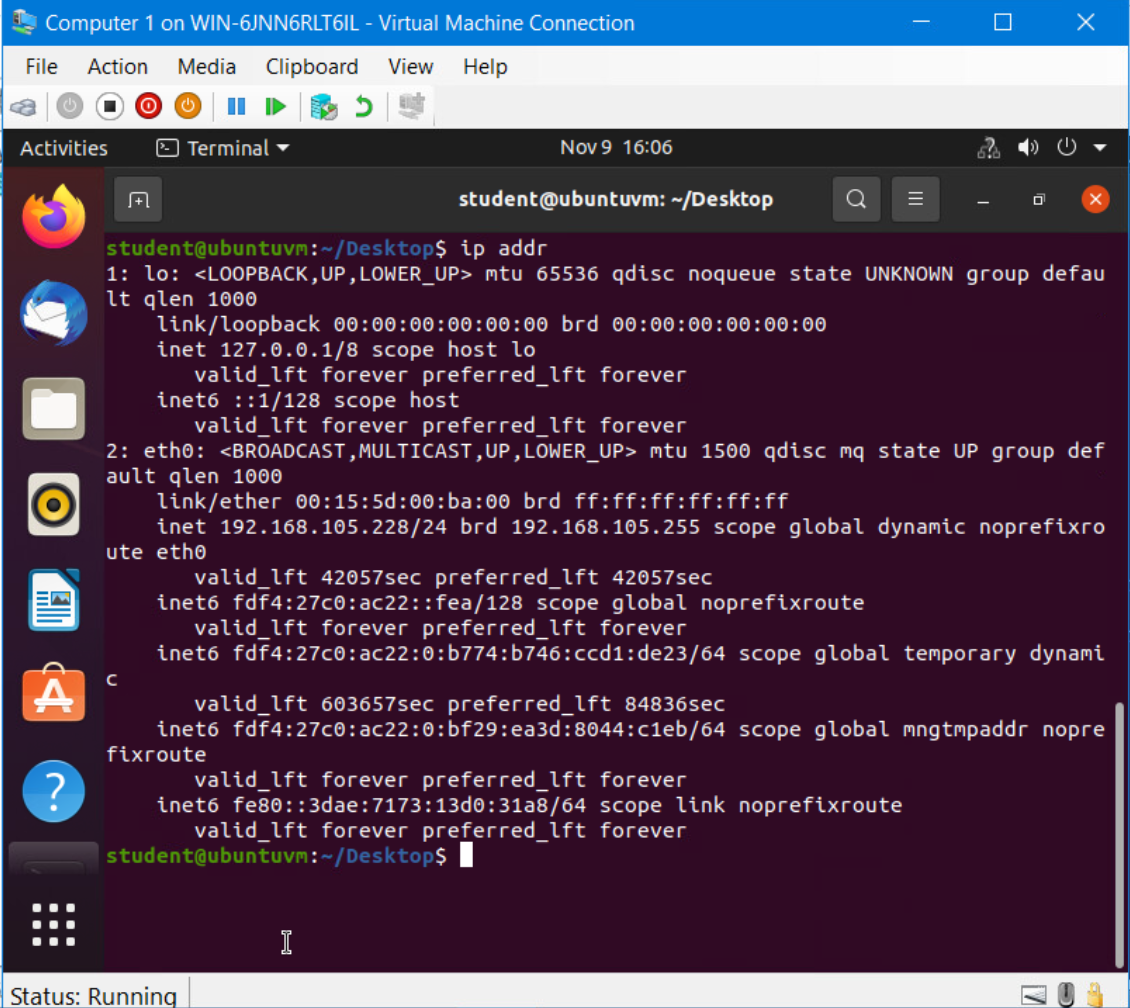 Computer 1 on WIN-6JNN6RLT6IL - Virtual Machine Connection
File Action Media Clipboard View Help
Activities Terminal Nov 9 16:06
student@ubuntuvm: ~/Desktop
student@ubuntuvm:~/Desktop$ ip addr
1: lo: <LOOPBACK,UP,LOWER_UP> mtu 65536 qdisc noqueue state UNKNOWN group defau
lt qlen 1000
    link/loopback 00:00:00:00:00:00 brd 00:00:00:00:00:00
    inet 127.0.0.1/8 scope host lo
       valid_lft forever preferred_lft forever
    inet6 ::1/128 scope host
       valid_lft forever preferred_lft forever
2: eth0: <BROADCAST,MULTICAST,UP,LOWER_UP> mtu 1500 qdisc mq state UP group def
ault qlen 1000
    link/ether 00:15:5d:00:ba:00 brd ff:ff:ff:ff:ff:ff
    inet 192.168.105.228/24 brd 192.168.105.255 scope global dynamic noprefixro
ute eth0
       valid_lft 42057sec preferred_lft 42057sec
    inet6 fdf4:27c0:ac22::fea/128 scope global noprefixroute
       valid_lft forever preferred_lft forever
    inet6 fdf4:27c0:ac22:0:b774:b746:ccd1:de23/64 scope global temporary dynami
c
       valid_lft 603657sec preferred_lft 84836sec
    inet6 fdf4:27c0:ac22:0:bf29:ea3d:8044:c1eb/64 scope global mngtmpaddr nopre
fixroute
       valid_lft forever preferred_lft forever
    inet6 fe80::3dae:7173:13d0:31a8/64 scope link noprefixroute
       valid_lft forever preferred_lft forever
student@ubuntuvm:~/Desktop$
Status: Running